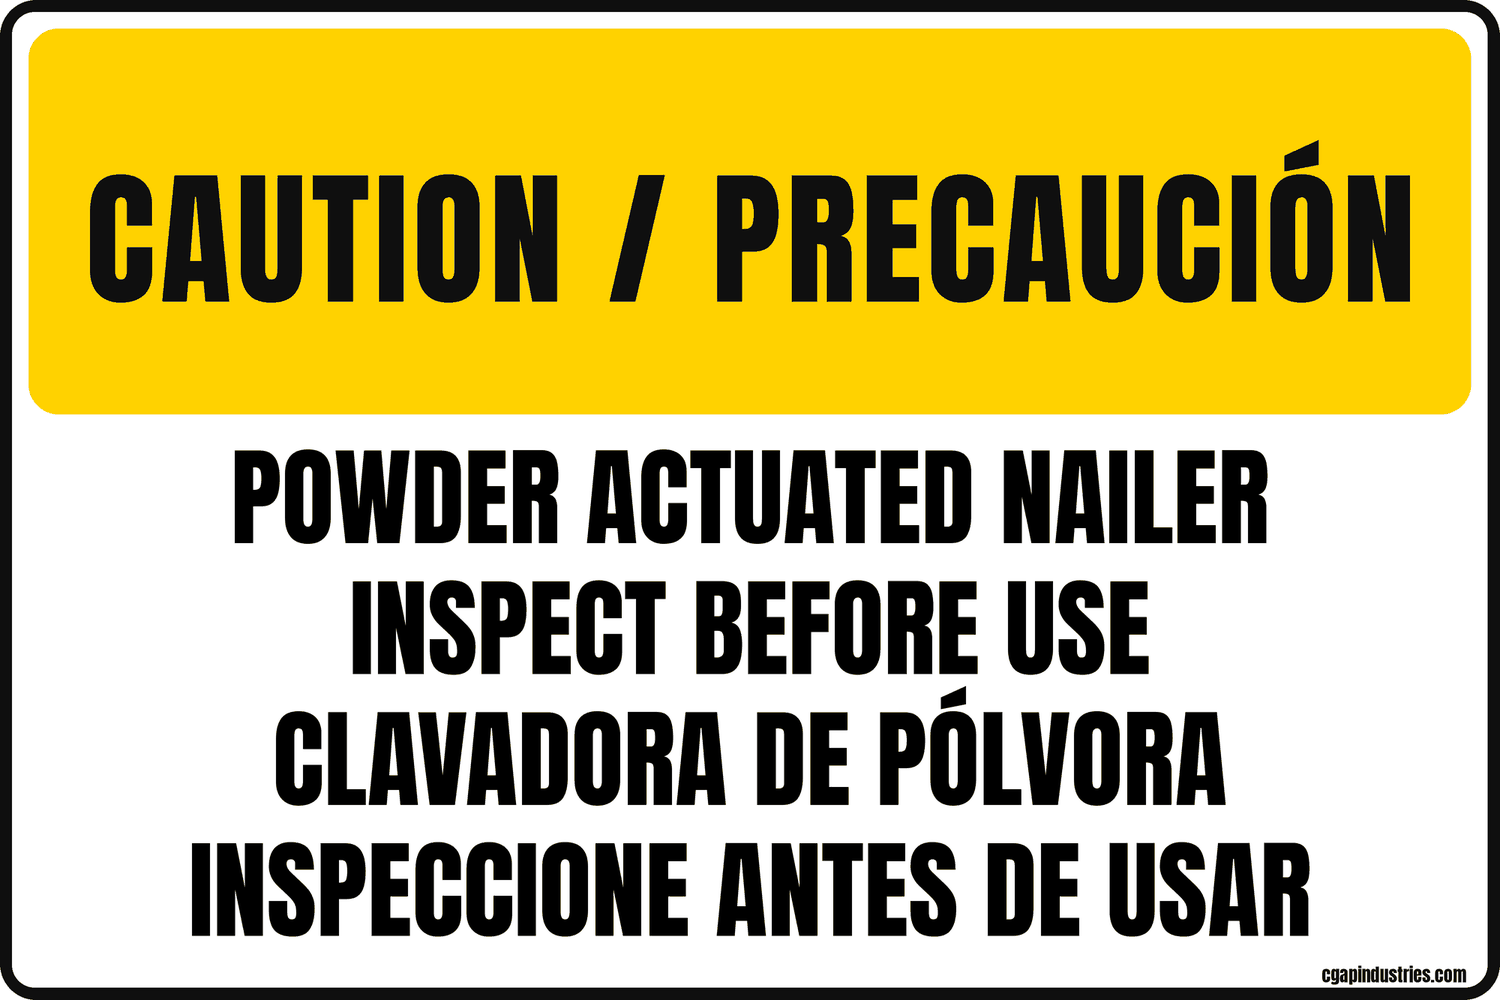 CAUTION / PRECAUCIÓN
POWDER ACTUATED NAILER
INSPECT BEFORE USE
CLAVADORA DE PÓLVORA
INSPECCIONE ANTES DE USAR
cgapindustries.com